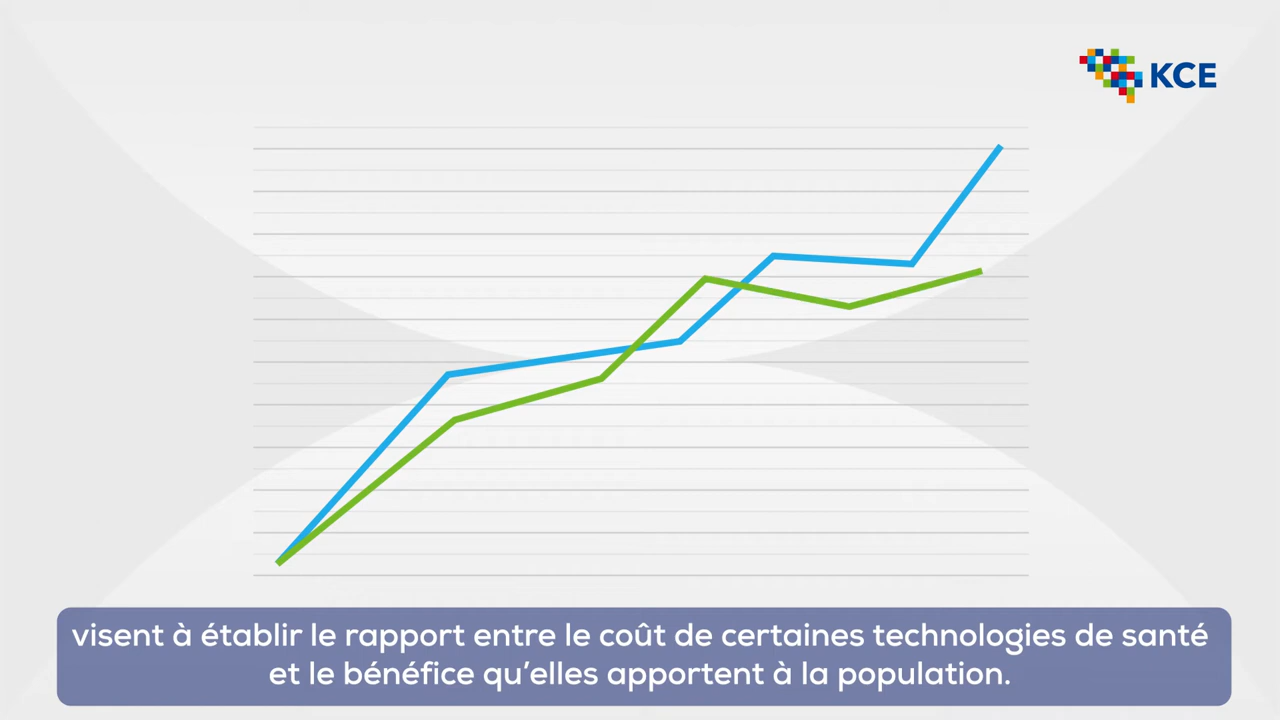 KCE
visent à établir le rapport entre le coût de certaines technologies de santé
et le bénéfice qu’elles apportent à la population.